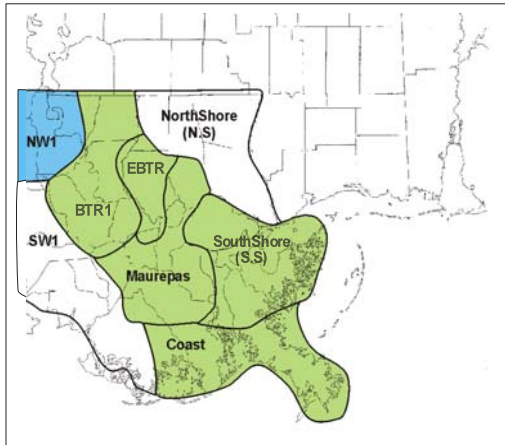 NorthShore
(N.S)
NW1
EBTR
BTR1
SW1
SouthShore
(S.S)
Maurepas
Coast